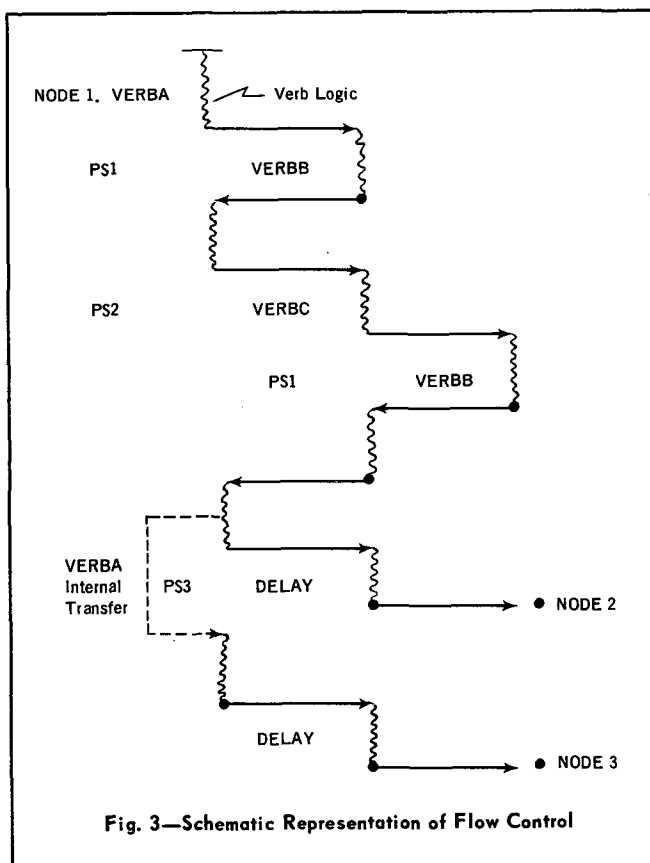 NODE 1. VERBA
Verb Logic
PS1 VERBB
PS2 VERBC
PS1 VERBB
VERBA
Internal
Transfer
PS3 DELAY
NODE 2
DELAY
NODE 3
Fig. 3—Schematic Representation of Flow Control